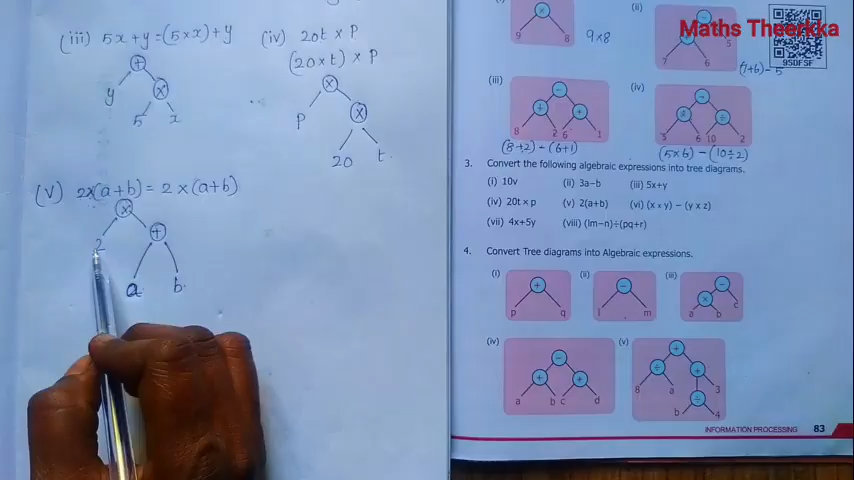 (iii) 5x+y=(5×x)+y
+
y
×
5
x
(iv) 20t × P
(20×t) × P
×
P
×
20
t
(v) 2×(a+b) = 2 ×(a+b)
×
2
+
a
b
×
9
8
9×8
(ii)
5
7
6
(7+6)-5
Maths Theerkka
9SDFSF
(iii)
-
+
+
8
2
6
1
(8+2) - (6+1)
(iv)
-
÷
5
6
10
2
(5×6) - (10÷2)
3. Convert the following algebraic expressions into tree diagrams.
(i) 10v (ii) 3a–b (iii) 5x+y
(iv) 20t × p (v) 2(a+b) (vi) (x × y) – (y × z)
(vii) 4x+5y (viii) (lm–n)÷(pq+r)
4. Convert Tree diagrams into Algebraic expressions.
(i)
+
p
q
(ii)
-
l
m
(iii)
-
×
c
a
b
(iv)
-
+
+
a
b
c
d
(v)
+
÷
+
8
a
3
÷
b
4
INFORMATION PROCESSING 83